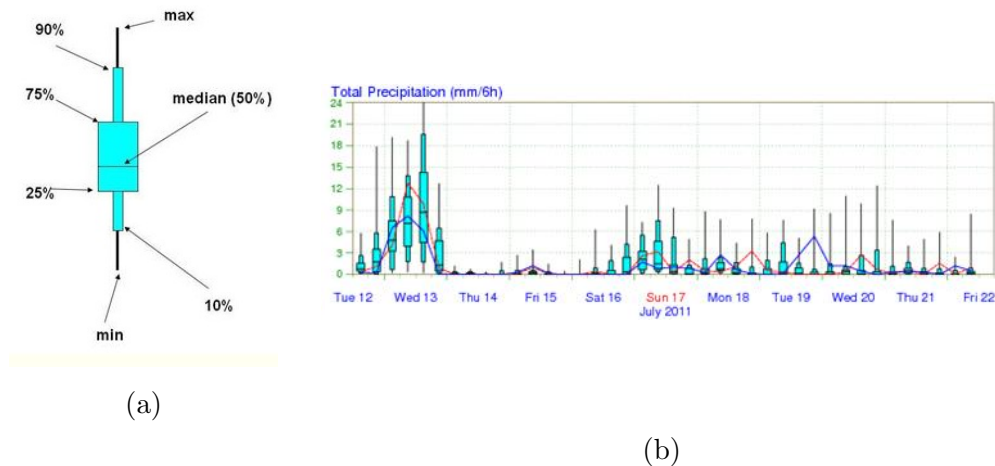 max
90%
75%
median (50%)
25%
10%
min
(a)
Total Precipitation (mm/6h)
24
21
18
15
12
9
6
3
0
Tue 12 Wed 13 Thu 14 Fri 15 Sat 16 Sun 17 Mon 18 Tue 19 Wed 20 Thu 21 Fri 22
July 2011
(b)